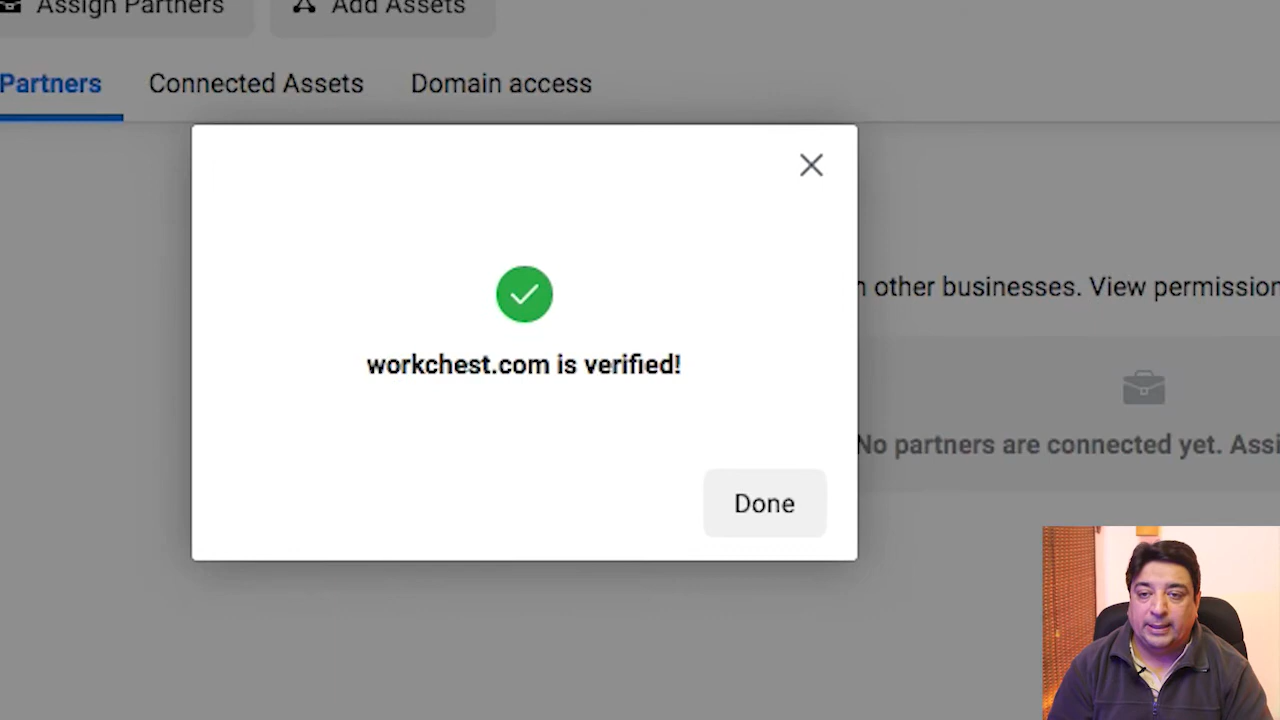 Assign Partners
Add Assets
Partners
Connected Assets
Domain access
workchest.com is verified!
other businesses. View permission
No partners are connected yet. Assi
Done